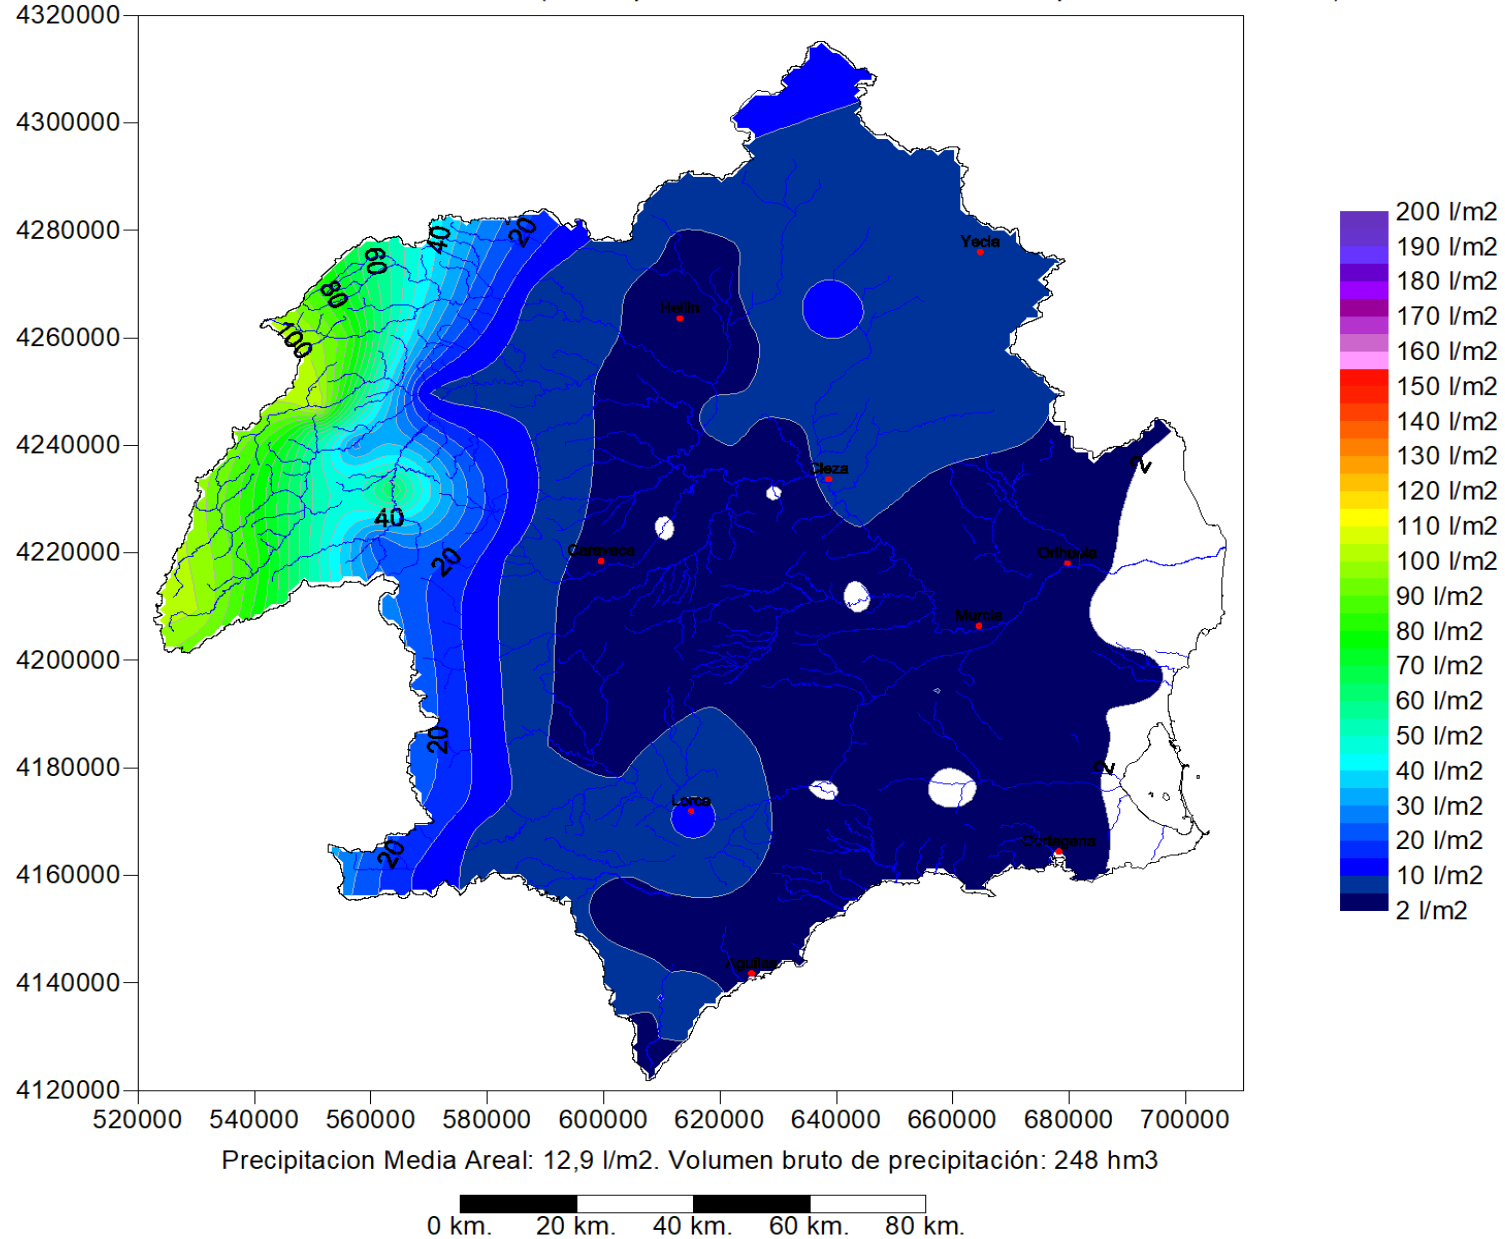 4320000
4300000
4280000
4260000
4240000
4220000
4200000
4180000
4160000
4140000
4120000
520000 540000 560000 580000 600000 620000 640000 660000 680000 700000
20
40
60
80
100
40
20
20
20
2
2
Yecla
Hellin
Cieza
Caravaca
Orihuela
Murcia
Lorca
Cartagena
Aguilas
200 l/m2
190 l/m2
180 l/m2
170 l/m2
160 l/m2
150 l/m2
140 l/m2
130 l/m2
120 l/m2
110 l/m2
100 l/m2
90 l/m2
80 l/m2
70 l/m2
60 l/m2
50 l/m2
40 l/m2
30 l/m2
20 l/m2
10 l/m2
2 l/m2
Precipitacion Media Areal: 12,9 l/m2. Volumen bruto de precipitación: 248 hm3
0 km. 20 km. 40 km. 60 km. 80 km.